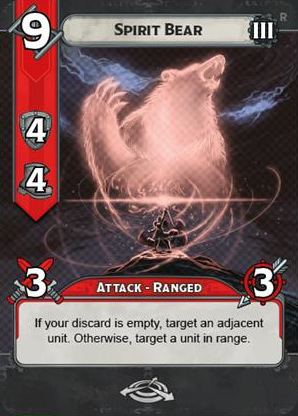 9
SPIRIT BEAR
III
R
4
4
3
ATTACK - RANGED
3
If your discard is empty, target an adjacent
unit. Otherwise, target a unit in range.